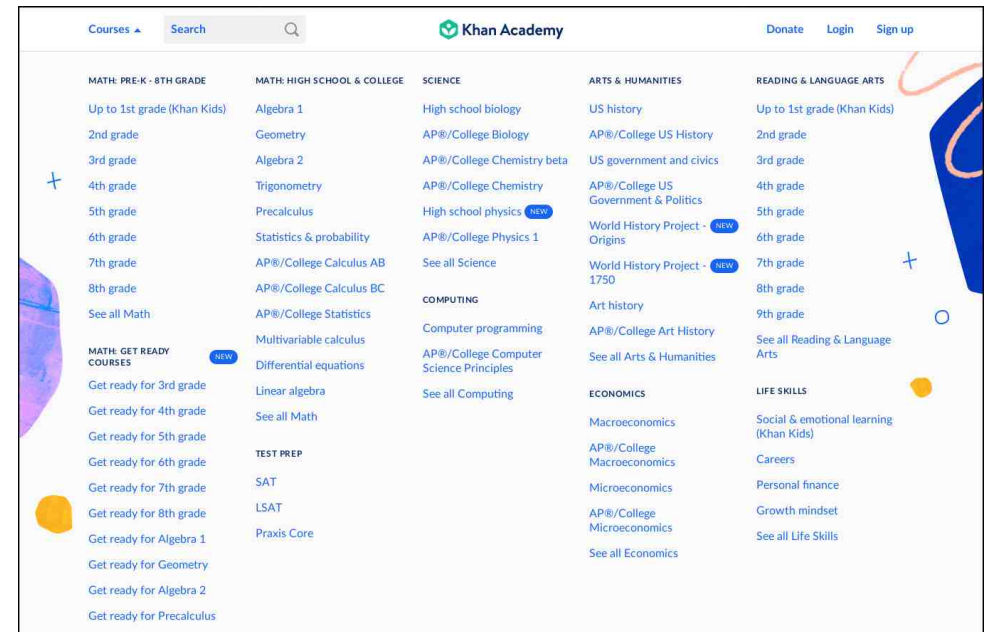 Courses
Search
Khan Academy
Donate
Login
Sign up
MATH: PRE-K - 8TH GRADE
Up to 1st grade (Khan Kids)
2nd grade
3rd grade
4th grade
5th grade
6th grade
7th grade
8th grade
See all Math
MATH: GET READY
COURSES
NEW
Get ready for 3rd grade
Get ready for 4th grade
Get ready for 5th grade
Get ready for 6th grade
Get ready for 7th grade
Get ready for 8th grade
Get ready for Algebra 1
Get ready for Geometry
Get ready for Algebra 2
Get ready for Precalculus
MATH: HIGH SCHOOL & COLLEGE
Algebra 1
Geometry
Algebra 2
Trigonometry
Precalculus
Statistics & probability
AP®/College Calculus AB
AP®/College Calculus BC
AP®/College Statistics
Multivariable calculus
Differential equations
Linear algebra
See all Math
TEST PREP
SAT
LSAT
Praxis Core
SCIENCE
High school biology
AP®/College Biology
AP®/College Chemistry beta
AP®/College Chemistry
High school physics NEW
AP®/College Physics 1
See all Science
COMPUTING
Computer programming
AP®/College Computer
Science Principles
See all Computing
ARTS & HUMANITIES
US history
AP®/College US History
US government and civics
AP®/College US
Government & Politics
World History Project - NEW
Origins
World History Project - NEW
1750
Art history
AP®/College Art History
See all Arts & Humanities
ECONOMICS
Macroeconomics
AP®/College
Macroeconomics
Microeconomics
AP®/College
Microeconomics
See all Economics
READING & LANGUAGE ARTS
Up to 1st grade (Khan Kids)
2nd grade
3rd grade
4th grade
5th grade
6th grade
7th grade
8th grade
9th grade
See all Reading & Language
Arts
LIFE SKILLS
Social & emotional learning
(Khan Kids)
Careers
Personal finance
Growth mindset
See all Life Skills